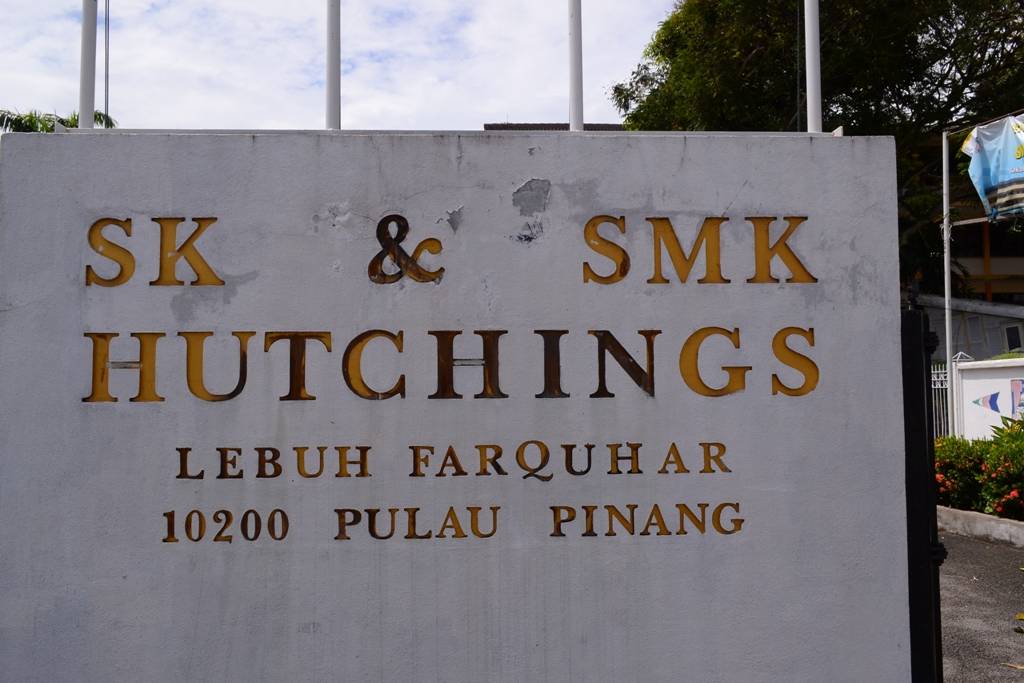 SK & SMK
HUTCHINGS
LEBUH FARQUHAR
10200 PULAU PINANG